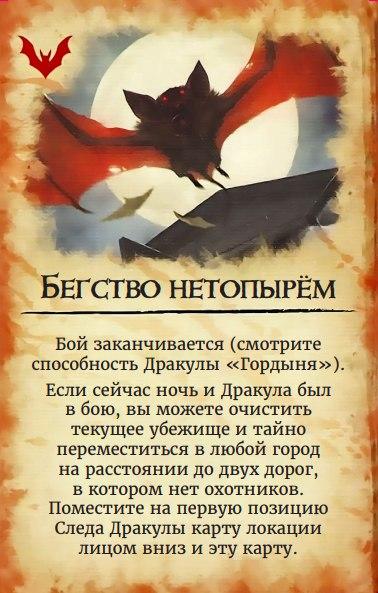 Бегство нетопырём
Бой заканчивается (смотрите
способность Дракулы «Гордыня»).
Если сейчас ночь и Дракула был
в бою, вы можете очистить
текущее убежище и тайно
переместиться в любой город
на расстоянии до двух дорог,
в котором нет охотников.
Поместите на первую позицию
Следа Дракулы карту локации
лицом вниз и эту карту.